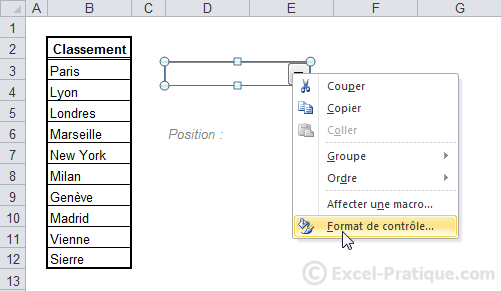 A B C D E F G
1
2 Classement
3 Paris
4 Lyon
5 Londres
6 Marseille Position :
7 New York
8 Milan
9 Genève
10 Madrid
11 Vienne
12 Sierre
13
Couper
Copier
Coller
Groupe
Ordre
Affecter une macro...
Format de contrôle...
© Excel-Pratique.com